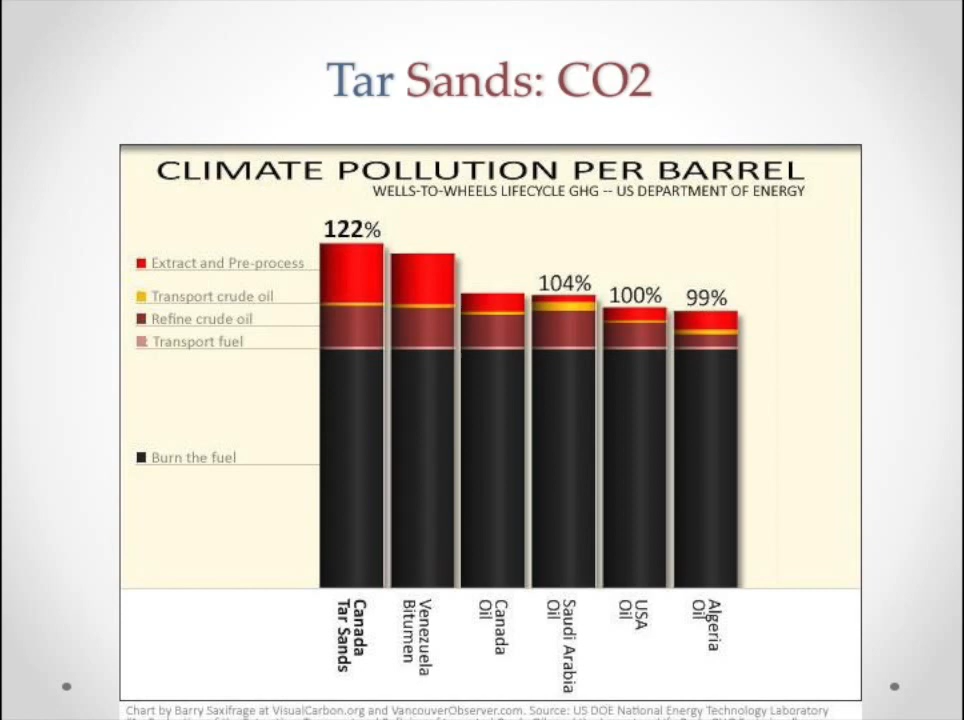 Tar Sands: CO2
CLIMATE POLLUTION PER BARREL
WELLS-TO-WHEELS LIFECYCLE GHG -- US DEPARTMENT OF ENERGY
122%
Extract and Pre-process
104%
Transport crude oil
100%
99%
Refine crude oil
Transport fuel
Burn the fuel
Canada
Tar Sands
Venezuela
Bitumen
Canada
Oil
Saudi Arabia
Oil
USA
Oil
Algeria
Oil
Chart by Barry Saxifrage at VisualCarbon.org and VancouverObserver.com. Source: US DOE National Energy Technology Laboratory